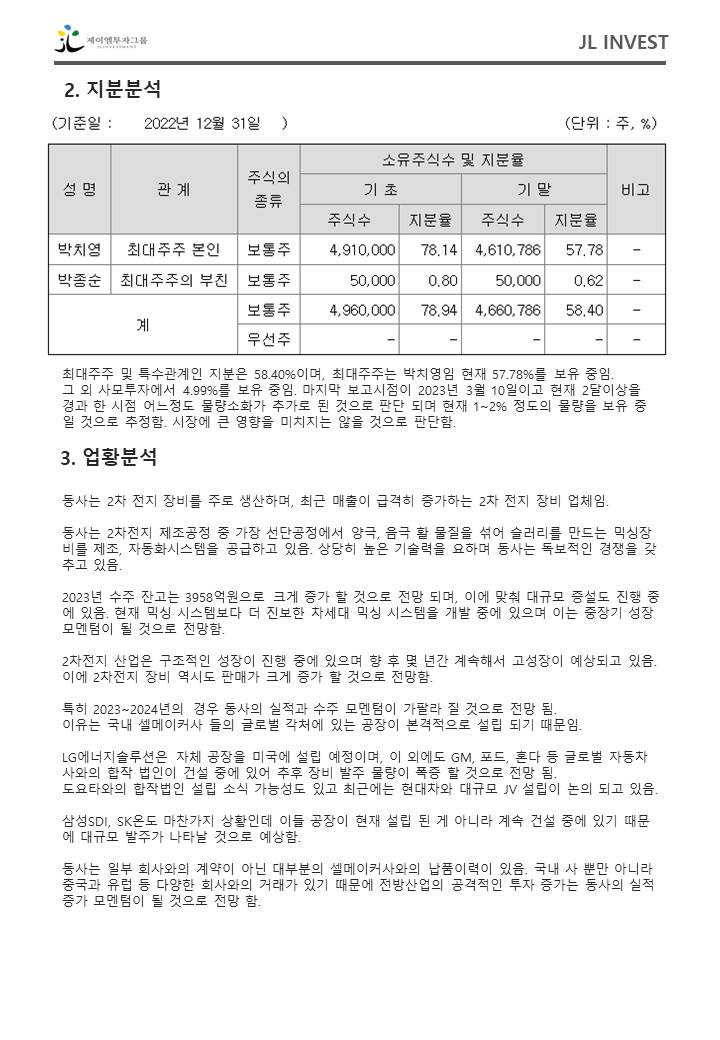 제이엘투자그룹
JLINVESTMENT
JL INVEST
2. 지분분석
(기준일 : 2022년 12월 31일 ) (단위 : 주, %)
성 명 관 계 주식의 종류 소유주식수 및 지분율 비고
기 초 기 말
주식수 지분율 주식수 지분율
박치영 최대주주 본인 보통주 4,910,000 78.14 4,610,786 57.78 -
박종순 최대주주의 부친 보통주 50,000 0.80 50,000 0.62 -
계 보통주 4,960,000 78.94 4,660,786 58.40 -
우선주 - - - - -
최대주주 및 특수관계인 지분은 58.40%이며, 최대주주는 박치영임 현재 57.78%를 보유 중임.
그 외 사모투자에서 4.99%를 보유 중임. 마지막 보고시점이 2023년 3월 10일이고 현재 2달이상을
경과 한 시점 어느정도 물량소화가 추가로 된 것으로 판단 되며 현재 1~2% 정도의 물량을 보유 중
일 것으로 추정함. 시장에 큰 영향을 미치지는 않을 것으로 판단함.
3. 업황분석
동사는 2차 전지 장비를 주로 생산하며, 최근 매출이 급격히 증가하는 2차 전지 장비 업체임.
동사는 2차전지 제조공정 중 가장 선단공정에서 양극, 음극 활 물질을 섞어 슬러리를 만드는 믹싱장
비를 제조, 자동화시스템을 공급하고 있음. 상당히 높은 기술력을 요하며 동사는 독보적인 경쟁을 갖
추고 있음.
2023년 수주 잔고는 3958억원으로 크게 증가 할 것으로 전망 되며, 이에 맞춰 대규모 증설도 진행 중
에 있음. 현재 믹싱 시스템보다 더 진보한 차세대 믹싱 시스템을 개발 중에 있으며 이는 중장기 성장
모멘텀이 될 것으로 전망함.
2차전지 산업은 구조적인 성장이 진행 중에 있으며 향 후 몇 년간 계속해서 고성장이 예상되고 있음.
이에 2차전지 장비 역시도 판매가 크게 증가 할 것으로 전망함.
특히 2023~2024년의 경우 동사의 실적과 수주 모멘텀이 가팔라 질 것으로 전망 됨.
이유는 국내 셀메이커사 들의 글로벌 각처에 있는 공장이 본격적으로 설립 되기 때문임.
LG에너지솔루션은 자체 공장을 미국에 설립 예정이며, 이 외에도 GM, 포드, 혼다 등 글로벌 자동차
사와의 합작 법인이 건설 중에 있어 추후 장비 발주 물량이 폭증 할 것으로 전망 됨.
도요타와의 합작법인 설립 소식 가능성도 있고 최근에는 현대차와 대규모 JV 설립이 논의 되고 있음.
삼성SDI, SK온도 마찬가지 상황인데 이들 공장이 현재 설립 된 게 아니라 계속 건설 중에 있기 때문
에 대규모 발주가 나타날 것으로 예상함.
동사는 일부 회사와의 계약이 아닌 대부분의 셀메이커사와의 납품이력이 있음. 국내 사 뿐만 아니라
중국과 유럽 등 다양한 회사와의 거래가 있기 때문에 전방산업의 공격적인 투자 증가는 동사의 실적
증가 모멘텀이 될 것으로 전망 함.